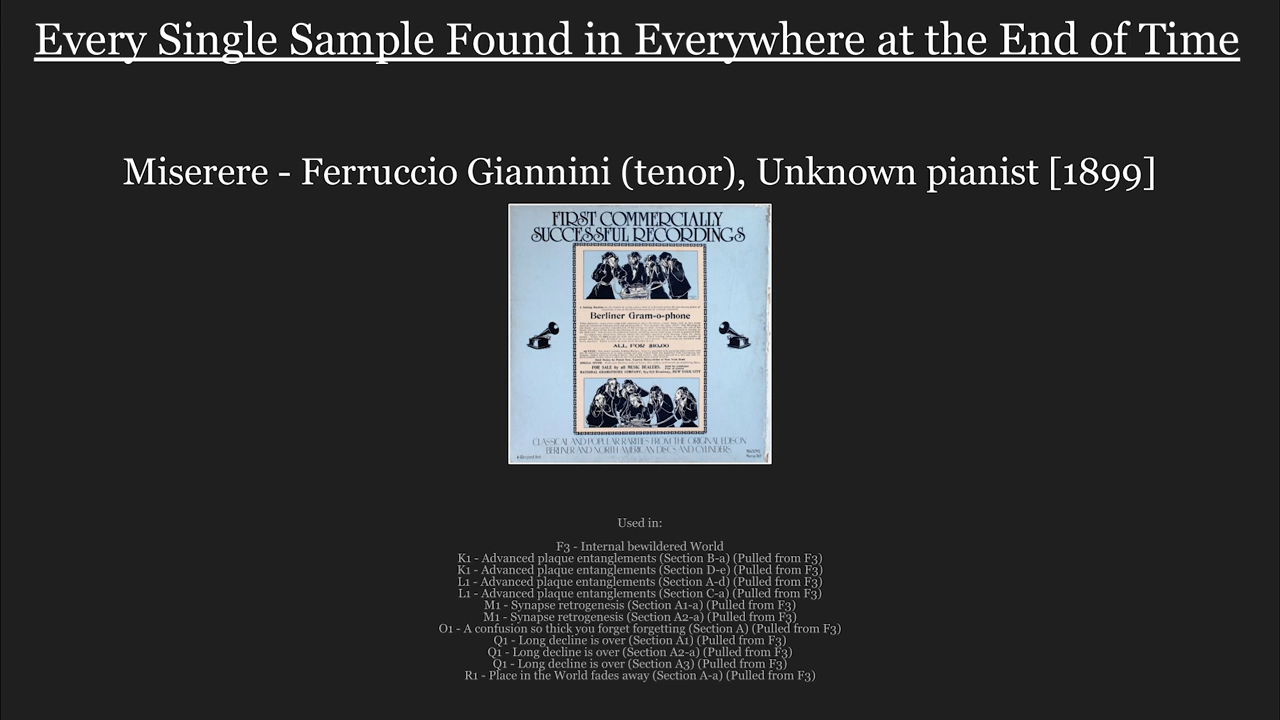 Every Single Sample Found in Everywhere at the End of Time
Miserere - Ferruccio Giannini (tenor), Unknown pianist [1899]
FIRST COMMERCIALLY
SUCCESSFUL RECORDINGS
Berliner Gram-o-phone
ALL FOR $10.00
FOR SALE by all MUSIC DEALERS.
NATIONAL GRAMOPHONE COMPANY, NEW YORK CITY
CLASSICAL AND POPULAR RARITIES FROM THE ORIGINAL EDISON
BERLINER AND NORTH AMERICAN DISCS AND CYLINDERS
Used in:
F3 - Internal bewildered World
K1 - Advanced plaque entanglements (Section B-a) (Pulled from F3)
K1 - Advanced plaque entanglements (Section D-e) (Pulled from F3)
L1 - Advanced plaque entanglements (Section A-d) (Pulled from F3)
L1 - Advanced plaque entanglements (Section C-a) (Pulled from F3)
M1 - Synapse retrogenesis (Section A1-a) (Pulled from F3)
M1 - Synapse retrogenesis (Section A2-a) (Pulled from F3)
O1 - A confusion so thick you forget forgetting (Section A) (Pulled from F3)
Q1 - Long decline is over (Section A1) (Pulled from F3)
Q1 - Long decline is over (Section A2-a) (Pulled from F3)
Q1 - Long decline is over (Section A3) (Pulled from F3)
R1 - Place in the World fades away (Section A-a) (Pulled from F3)